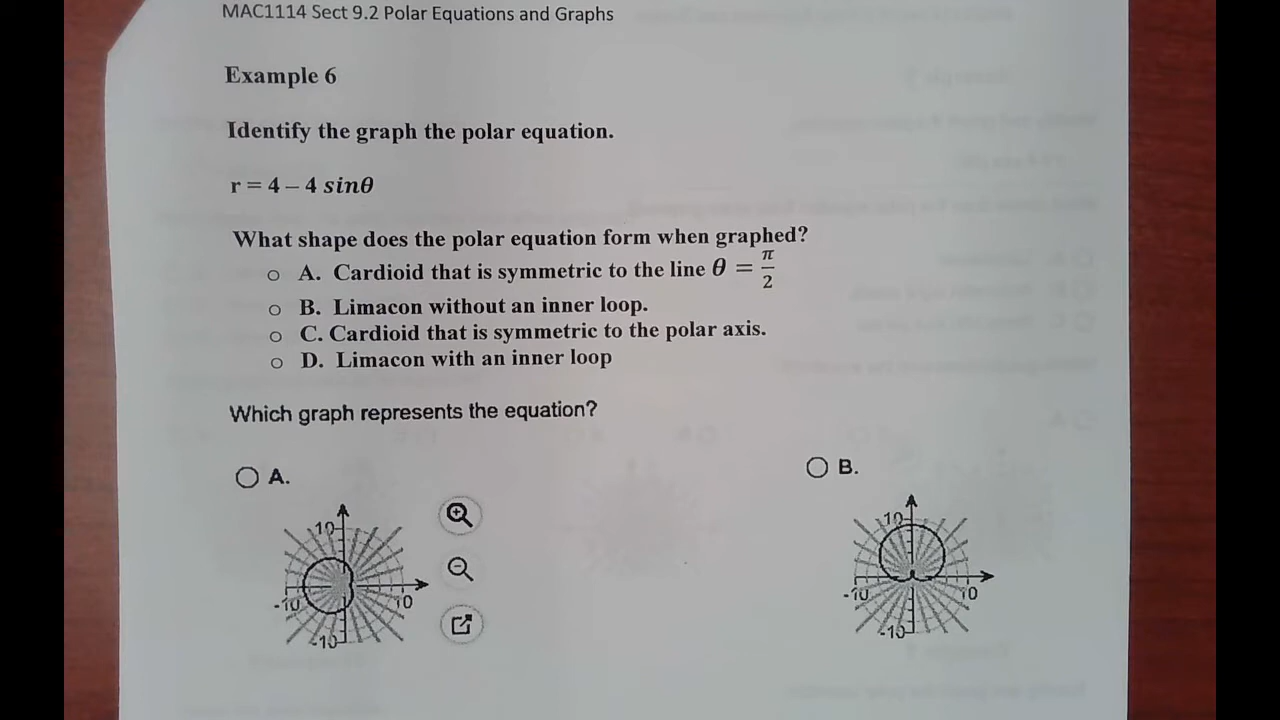 MAC1114 Sect 9.2 Polar Equations and Graphs
Example 6
Identify the graph the polar equation.
r = 4 – 4 sinθ
What shape does the polar equation form when graphed?
○ A. Cardioid that is symmetric to the line θ = π/2
○ B. Limacon without an inner loop.
○ C. Cardioid that is symmetric to the polar axis.
○ D. Limacon with an inner loop
Which graph represents the equation?
○ A.
○ B.
10
-10
10
-10
10
-10
10
-10